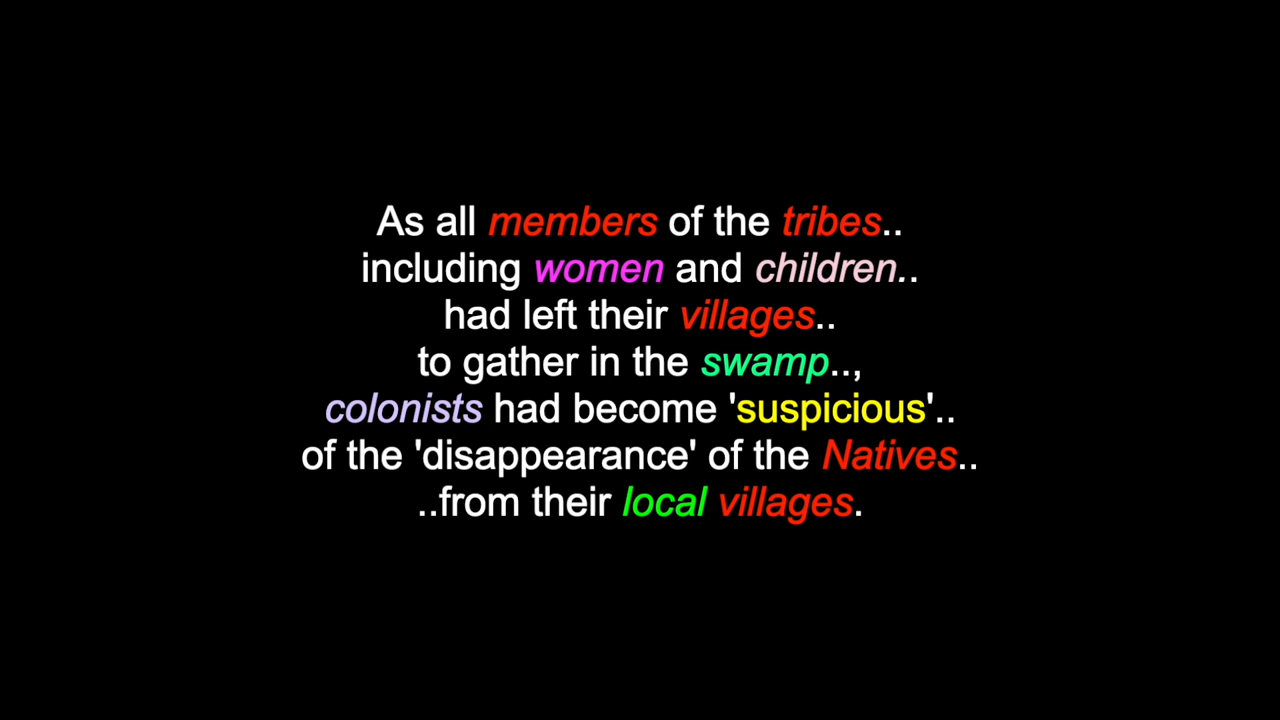 As all members of the tribes..
including women and children..
had left their villages..
to gather in the swamp..,
colonists had become 'suspicious'..
of the 'disappearance' of the Natives..
..from their local villages.